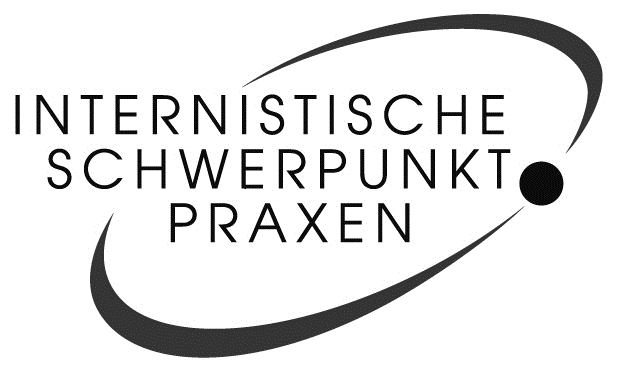 INTERNISTISCHE
SCHWERPUNKT
PRAXEN